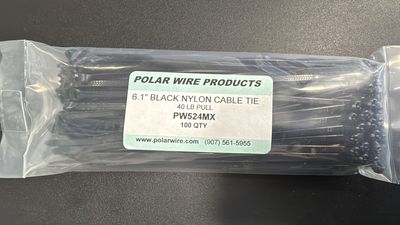 POLAR WIRE PRODUCTS
6.1" BLACK NYLON CABLE TIE
40 LB PULL
PW524MX
100 QTY
www.polarwire.com (907) 561-5955